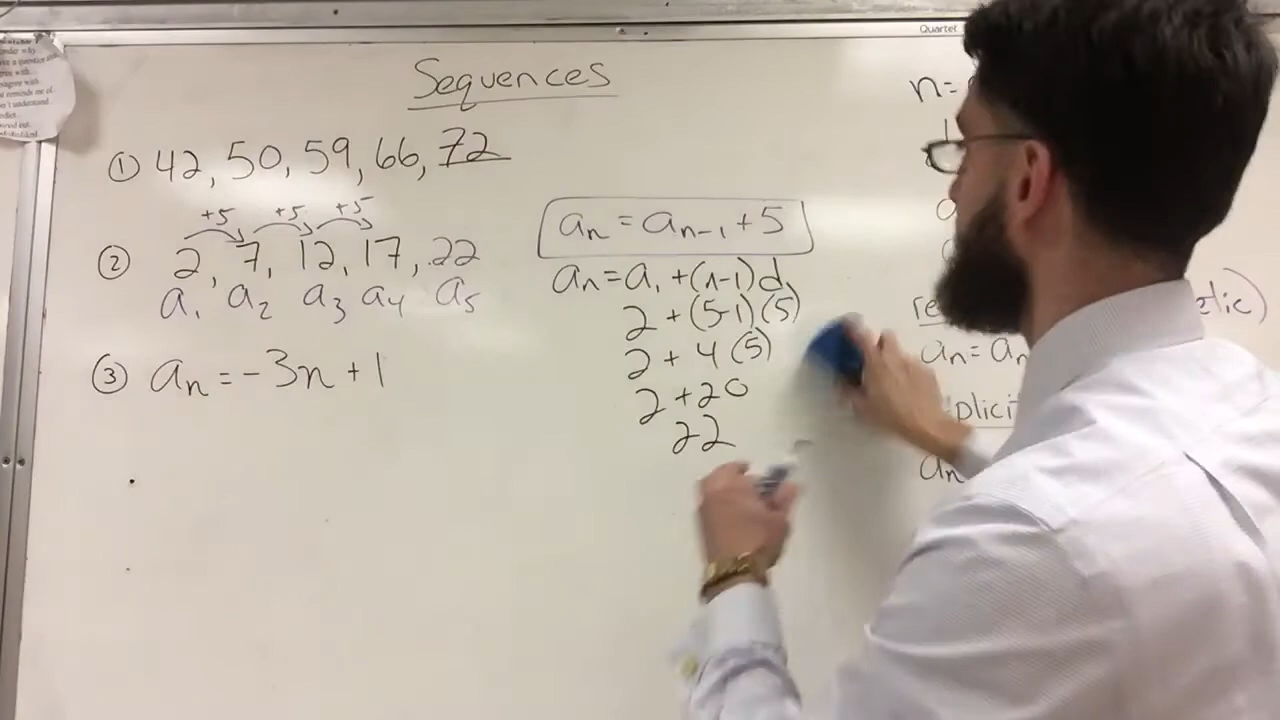 Quartet
Sequences
① 42, 50, 59, 66, 72
+5 +5 +5
② 2, 7, 12, 17, 22
a₁ a₂ a₃ a₄ a₅
③ aₙ = -3n + 1
aₙ = aₙ₋₁ + 5
aₙ = a₁ + (n-1)d
2 + (5-1)(5)
2 + 4(5)
2 + 20
22
n=
aₙ = aₙ
plicit
aₙ